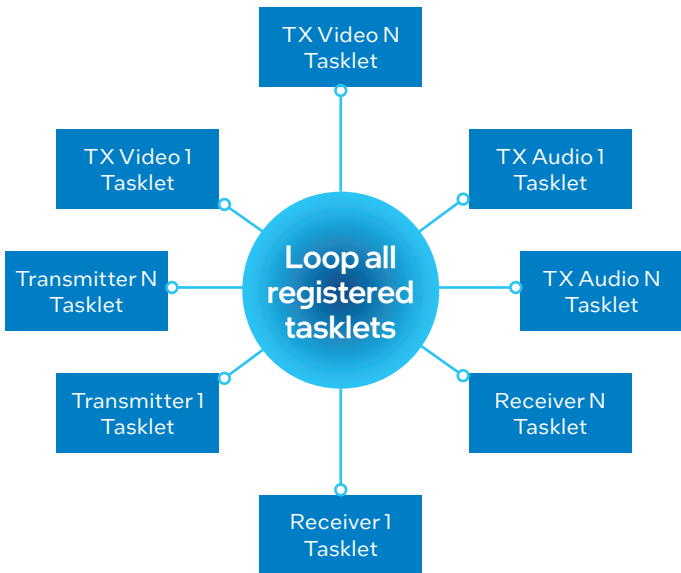 TX Video N
Tasklet
TX Video 1
Tasklet
TX Audio 1
Tasklet
Transmitter N
Tasklet
Loop all
registered
tasklets
TX Audio N
Tasklet
Transmitter 1
Tasklet
Receiver N
Tasklet
Receiver 1
Tasklet